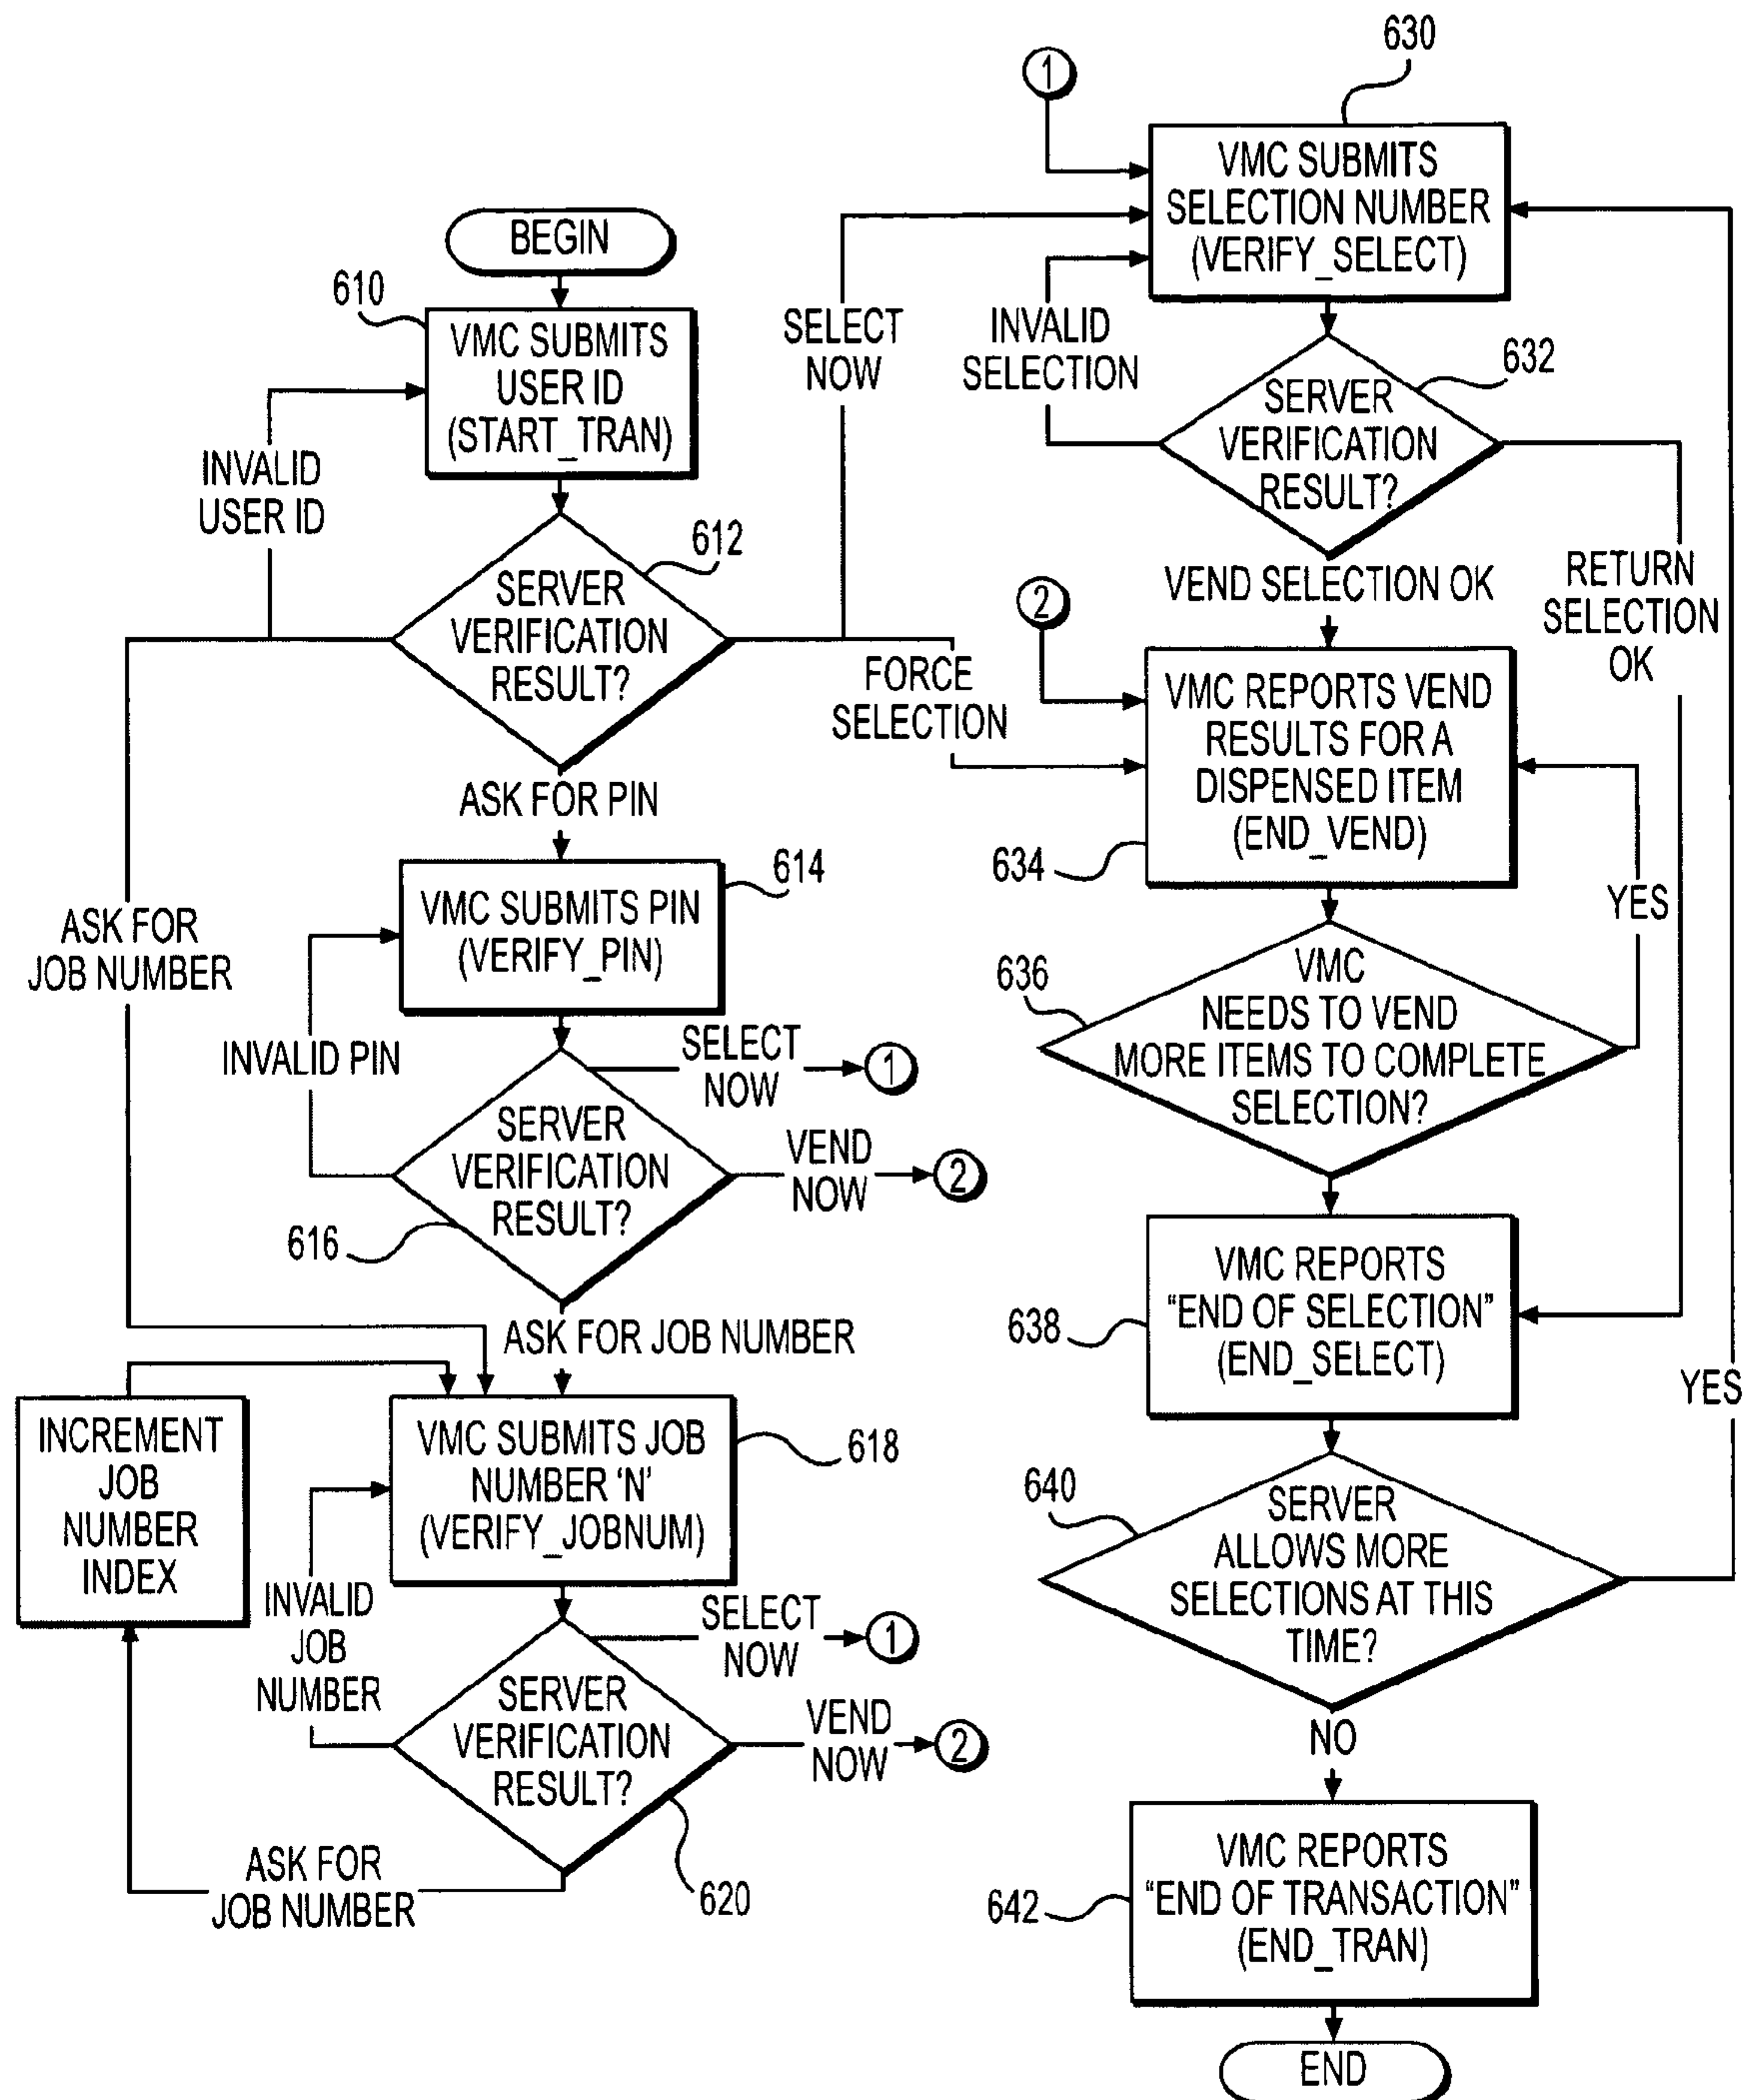 BEGIN
610
VMC SUBMITS
USER ID
(START_TRAN)
INVALID
USER ID
612
SERVER
VERIFICATION
RESULT?
SELECT
NOW
FORCE
SELECTION
ASK FOR PIN
ASK FOR
JOB NUMBER
614
VMC SUBMITS PIN
(VERIFY_PIN)
INVALID PIN
SELECT
NOW
1
SERVER
VERIFICATION
RESULT?
VEND
NOW
2
616
ASK FOR JOB NUMBER
INCREMENT
JOB
NUMBER
INDEX
VMC SUBMITS JOB
NUMBER 'N'
(VERIFY_JOBNUM)
618
INVALID
JOB
NUMBER
SELECT
NOW
1
SERVER
VERIFICATION
RESULT?
VEND
NOW
2
ASK FOR
JOB NUMBER
620
1
630
VMC SUBMITS
SELECTION NUMBER
(VERIFY_SELECT)
INVALID
SELECTION
632
SERVER
VERIFICATION
RESULT?
VEND SELECTION OK
RETURN
SELECTION
OK
2
VMC REPORTS VEND
RESULTS FOR A
DISPENSED ITEM
(END_VEND)
634
YES
636
VMC
NEEDS TO VEND
MORE ITEMS TO COMPLETE
SELECTION?
VMC REPORTS
"END OF SELECTION"
(END_SELECT)
638
YES
640
SERVER
ALLOWS MORE
SELECTIONS AT THIS
TIME?
NO
VMC REPORTS
"END OF TRANSACTION"
(END_TRAN)
642
END